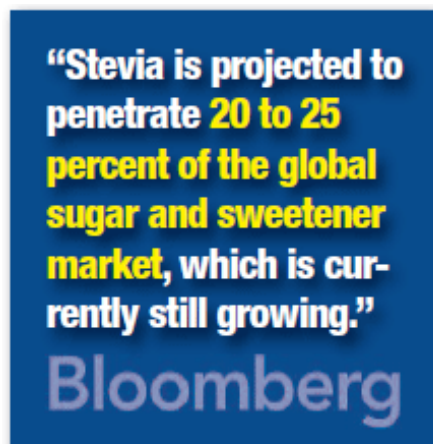 “Stevia is projected to
penetrate 20 to 25
percent of the global
sugar and sweetener
market, which is cur-
rently still growing.”
Bloomberg